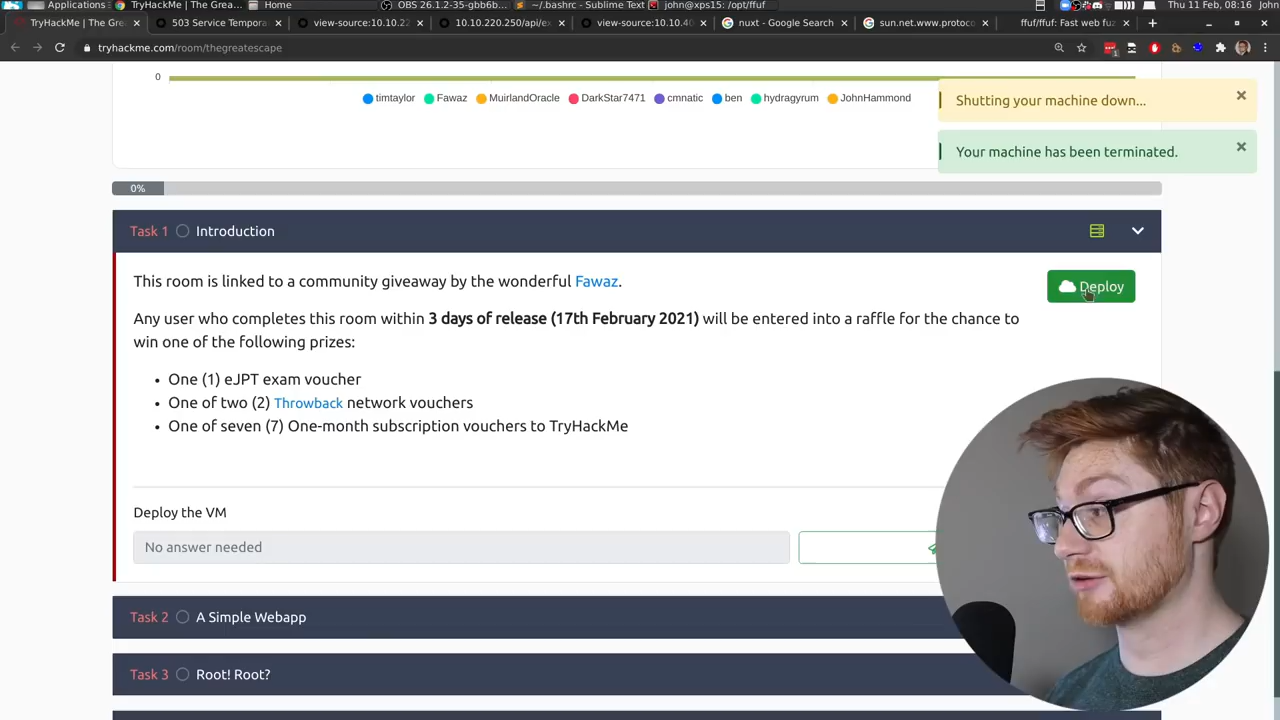 Applications
TryHackMe | The Grea...
Home
OBS 26.1.2-gbb6b...
~/.bashrc - Sublime Text
john@xps15: /opt/ffuf
Thu 11 Feb, 08:16 John
TryHackMe | The Grea
503 Service Tempora
view-source:10.10.22
10.10.220.250/api/ex
view-source:10.10.40
nuxt - Google Search
sun.net.www.protoco
ffuf/ffuf: Fast web fuz
tryhackme.com/room/thegreatescape
0
timtaylor Fawaz MuirlandOracle DarkStar7471 cmnatic ben hydragyrum JohnHammond
Shutting your machine down...
Your machine has been terminated.
0%
Task 1 Introduction
This room is linked to a community giveaway by the wonderful Fawaz.
Deploy
Any user who completes this room within 3 days of release (17th February 2021) will be entered into a raffle for the chance to
win one of the following prizes:
• One (1) eJPT exam voucher
• One of two (2) Throwback network vouchers
• One of seven (7) One-month subscription vouchers to TryHackMe
Deploy the VM
No answer needed
Task 2 A Simple Webapp
Task 3 Root! Root?